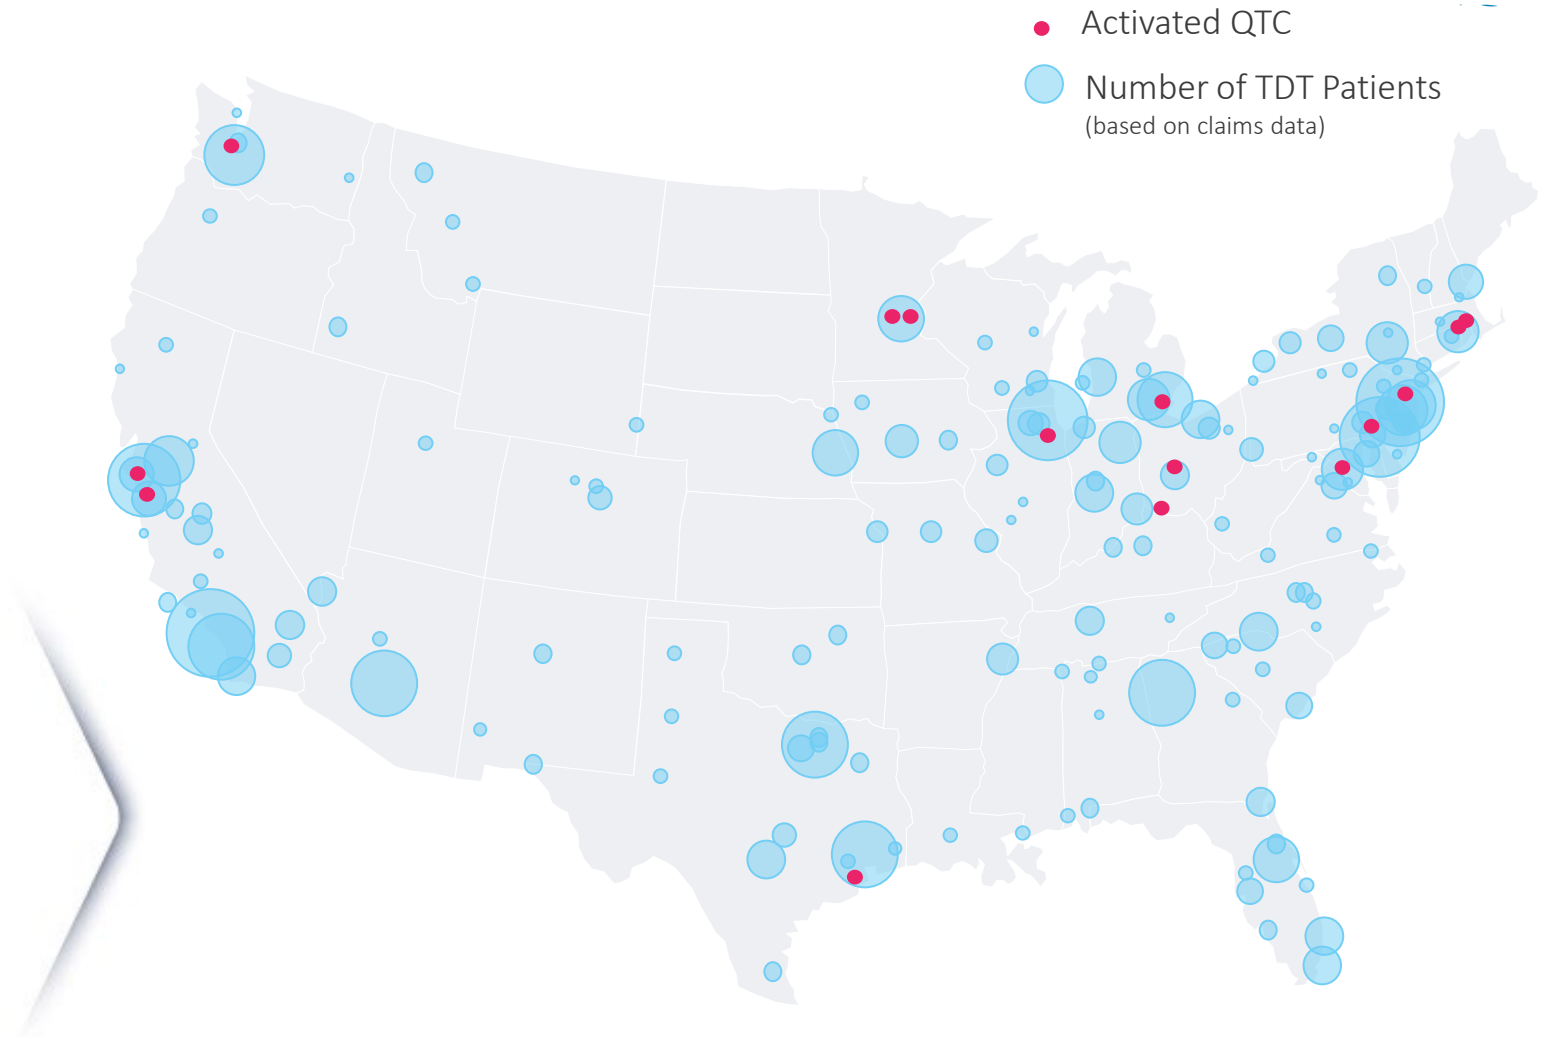 Activated QTC
Number of TDT Patients
(based on claims data)